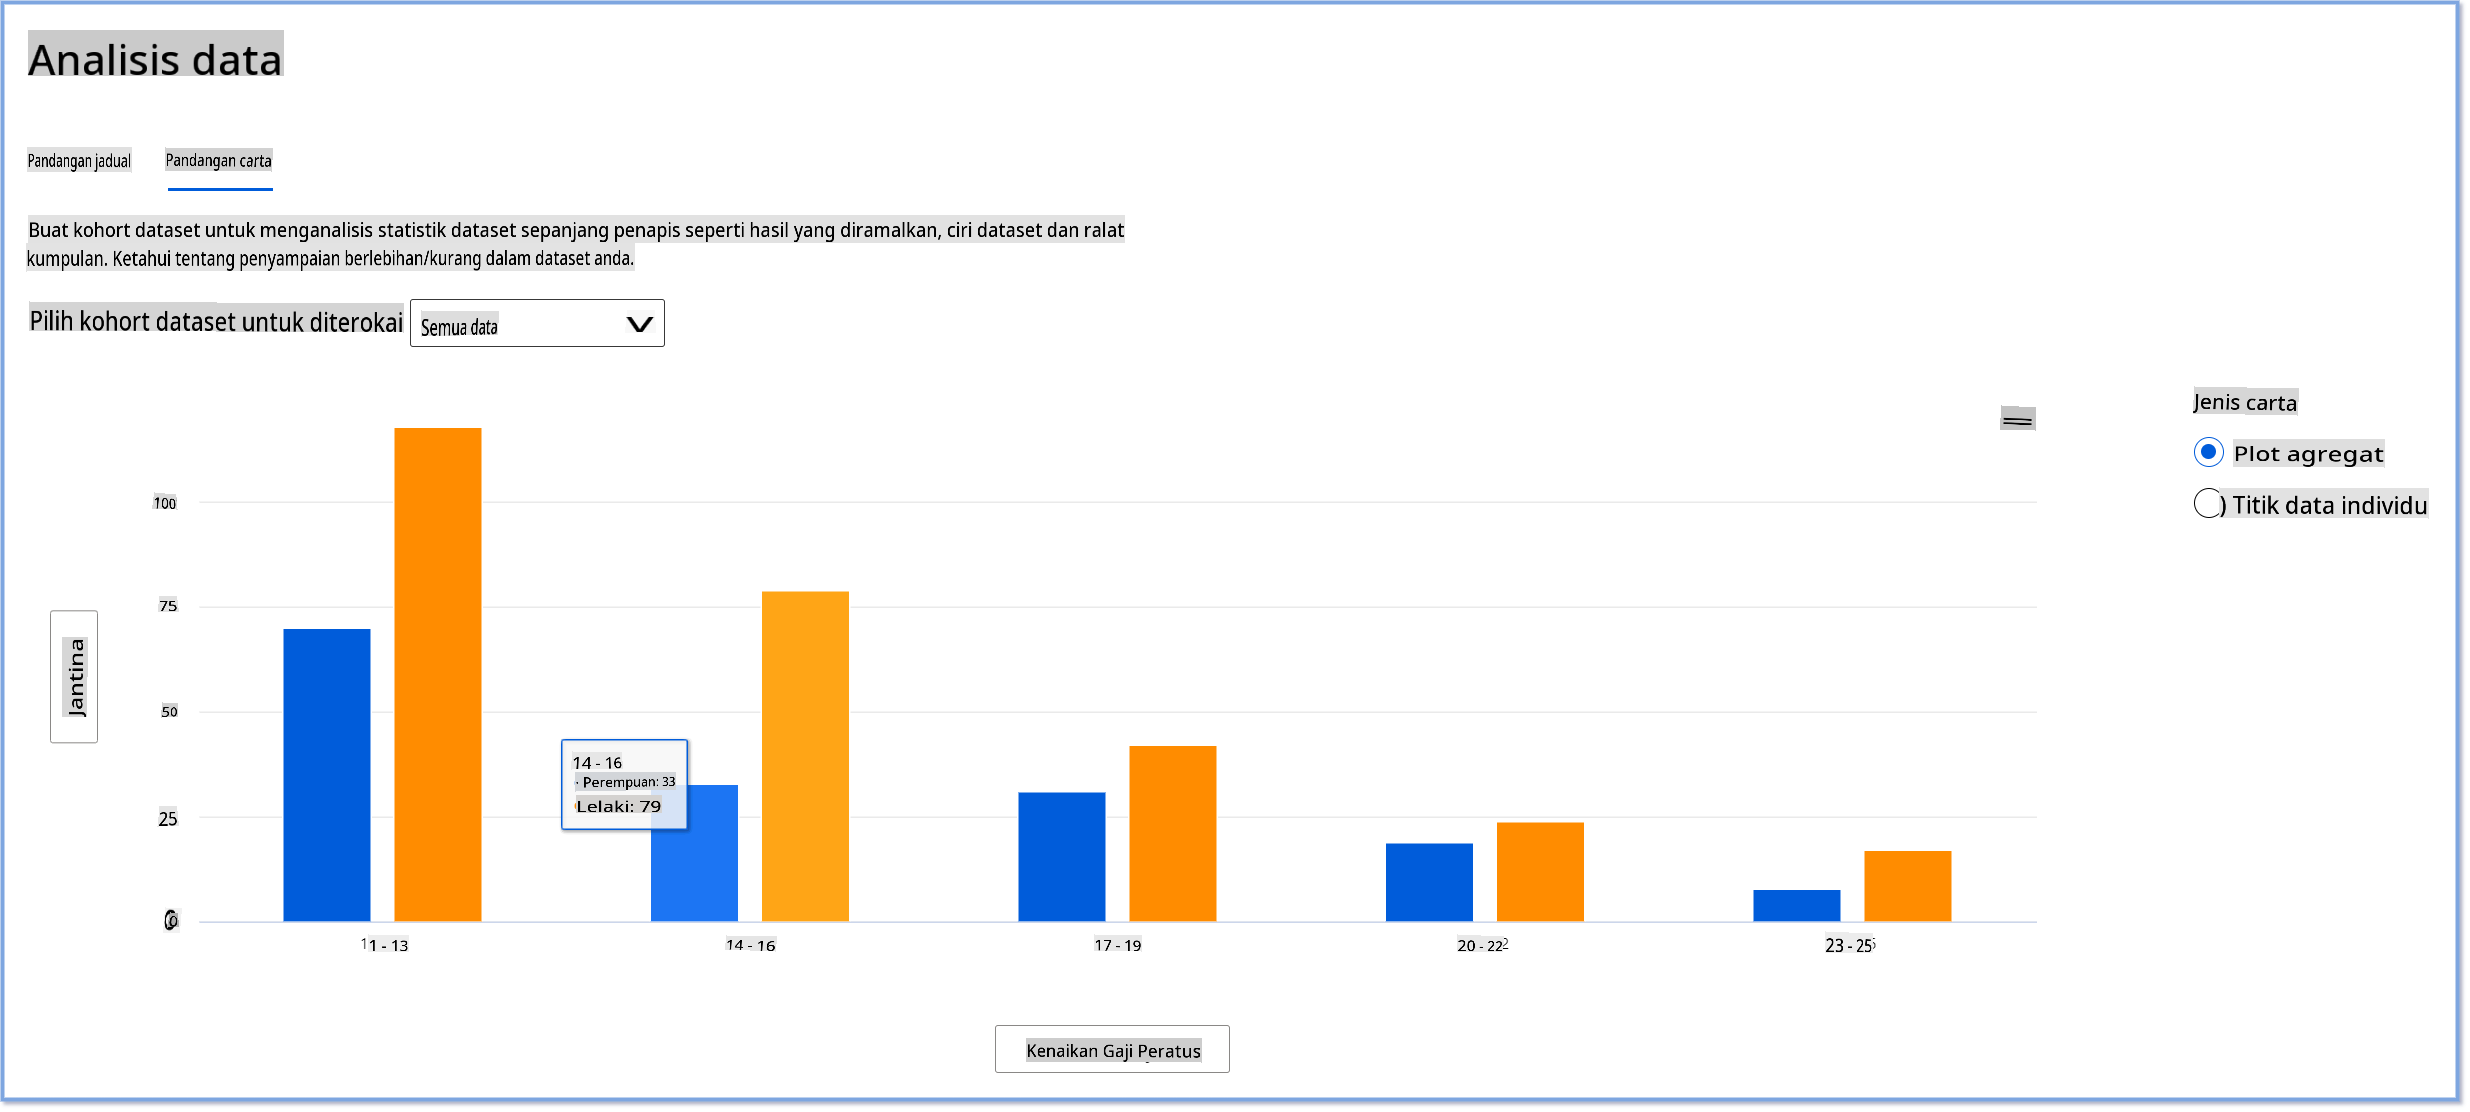 Analisis data
Pandangan jadual
Pandangan carta
Buat kohort dataset untuk menganalisis statistik dataset sepanjang penapis seperti hasil yang diramalkan, ciri dataset dan ralat
kumpulan. Ketahui tentang penyampaian berlebihan/kurang dalam dataset anda.
Pilih kohort dataset untuk diterokai
Semua data
Jenis carta
Plot agregat
) Titik data individu
100
75
50
25
0
Jantina
14 - 16
· Perempuan: 33
Lelaki: 79
11 - 13
14 - 16
17 - 19
20 - 22
23 - 25
Kenaikan Gaji Peratus